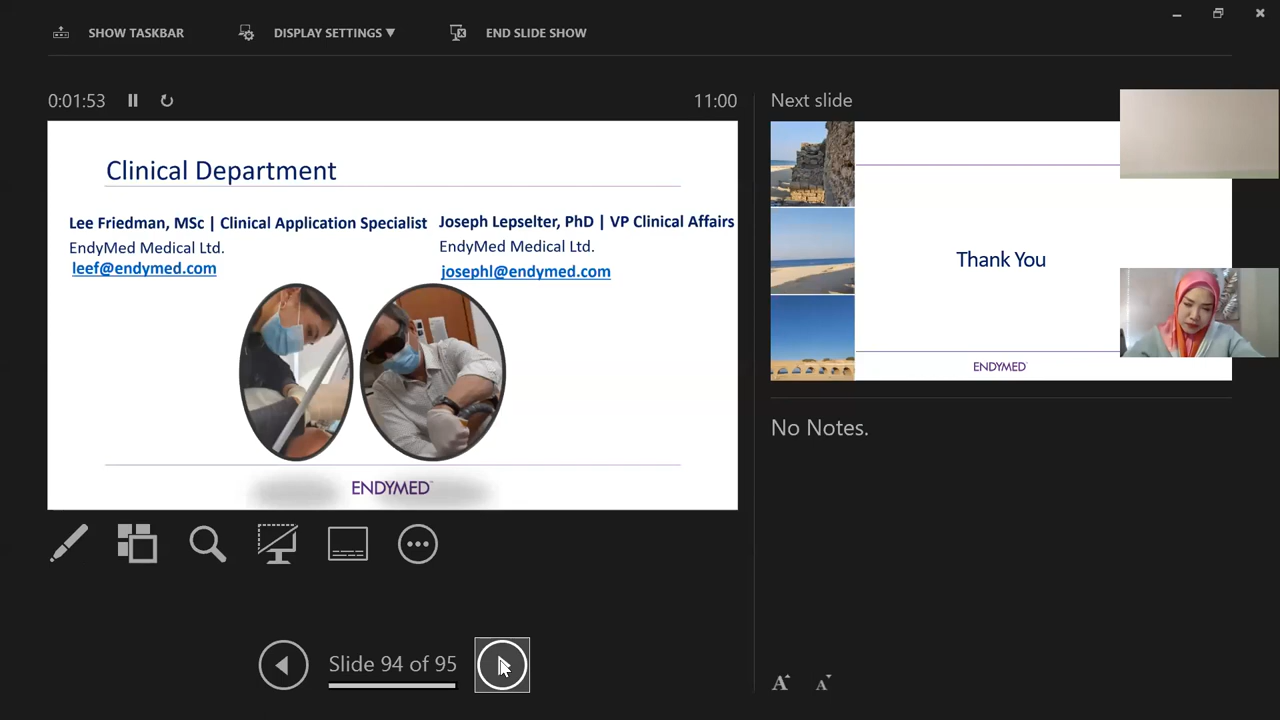 SHOW TASKBAR
DISPLAY SETTINGS ▼
END SLIDE SHOW
0:01:53
11:00
Clinical Department
Lee Friedman, MSc | Clinical Application Specialist
EndyMed Medical Ltd.
leef@endymed.com
Joseph Lepselter, PhD | VP Clinical Affairs
EndyMed Medical Ltd.
josephl@endymed.com
ENDYMED™
Next slide
Thank You
ENDYMED
No Notes.
Slide 94 of 95
A A